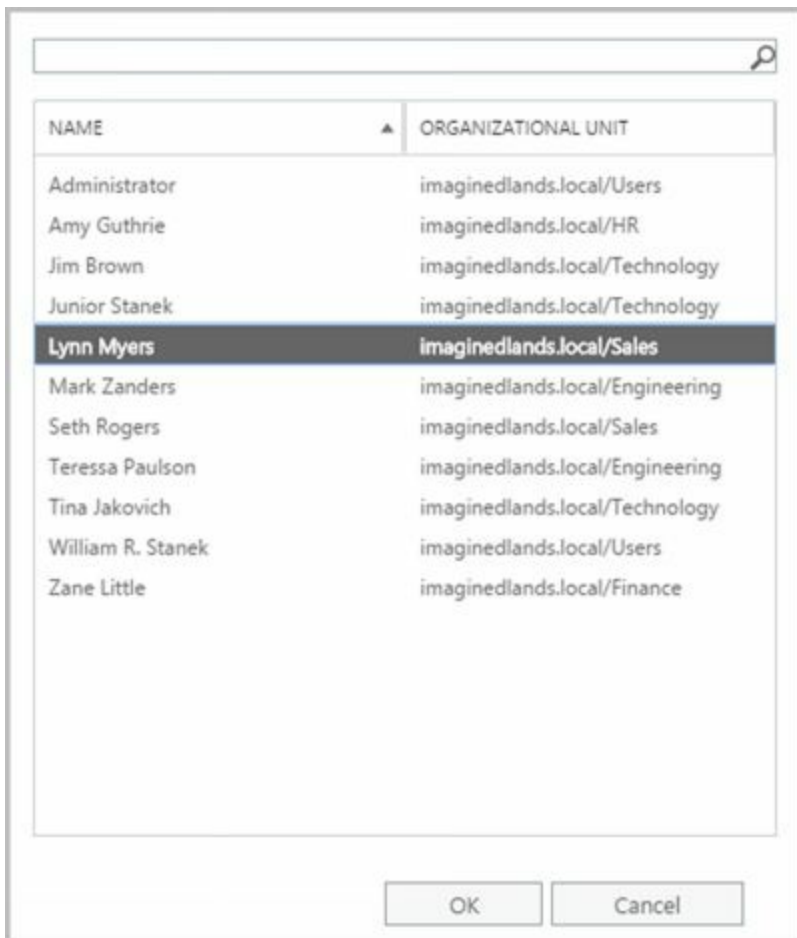 NAME ORGANIZATIONAL UNIT
Administrator imaginedlands.local/Users
Amy Guthrie imaginedlands.local/HR
Jim Brown imaginedlands.local/Technology
Junior Stanek imaginedlands.local/Technology
Lynn Myers imaginedlands.local/Sales
Mark Zanders imaginedlands.local/Engineering
Seth Rogers imaginedlands.local/Sales
Teressa Paulson imaginedlands.local/Engineering
Tina Jakovich imaginedlands.local/Technology
William R. Stanek imaginedlands.local/Users
Zane Little imaginedlands.local/Finance
OK Cancel